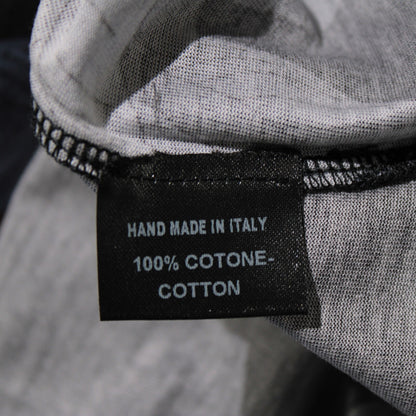 HAND MADE IN ITALY
100% COTONE-
COTTON